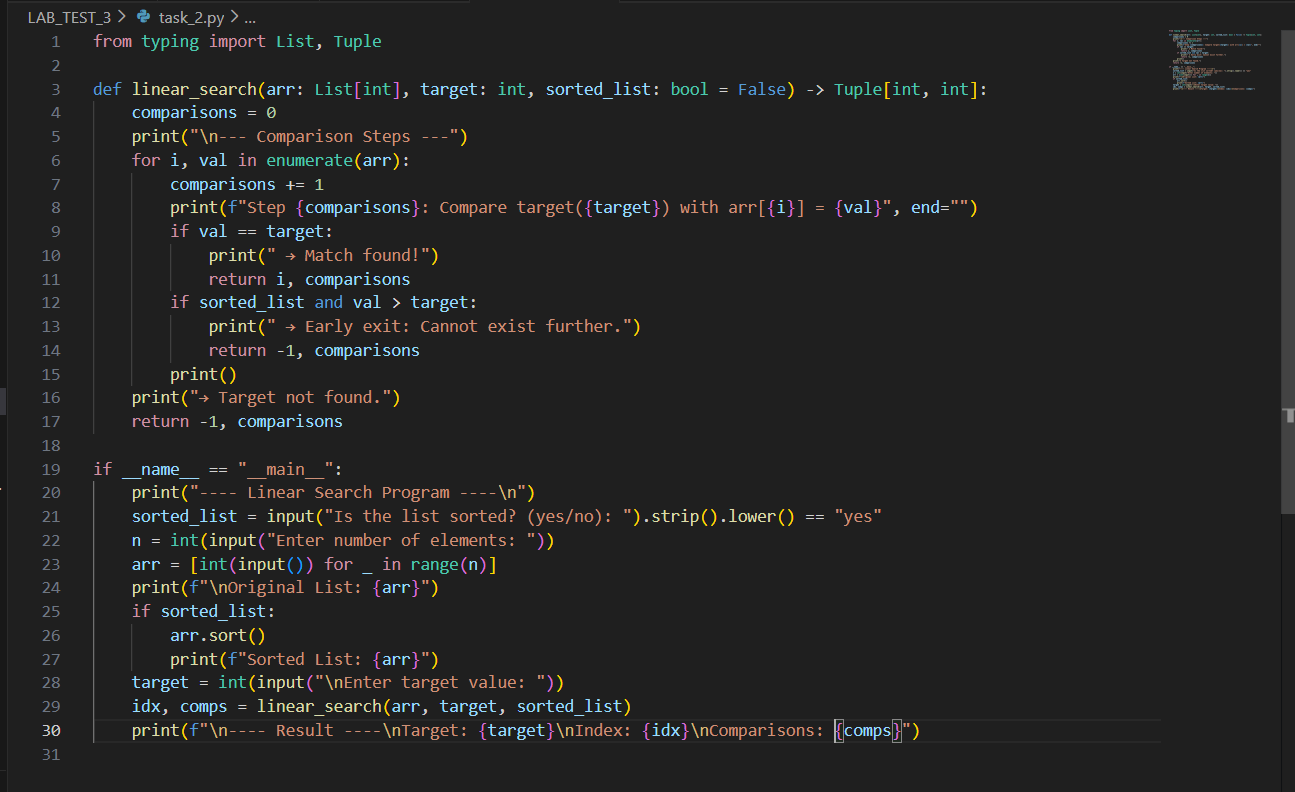 LAB_TEST_3 > task_2.py > ...
1 from typing import List, Tuple
2
3 def linear_search(arr: List[int], target: int, sorted_list: bool = False) -> Tuple[int, int]:
4     comparisons = 0
5     print("\n--- Comparison Steps ---")
6     for i, val in enumerate(arr):
7         comparisons += 1
8         print(f"Step {comparisons}: Compare target({target}) with arr[{i}] = {val}", end="")
9         if val == target:
10             print(" → Match found!")
11             return i, comparisons
12         if sorted_list and val > target:
13             print(" → Early exit: Cannot exist further.")
14             return -1, comparisons
15         print()
16     print("→ Target not found.")
17     return -1, comparisons
18
19 if __name__ == "__main__":
20     print("---- Linear Search Program ----\n")
21     sorted_list = input("Is the list sorted? (yes/no): ").strip().lower() == "yes"
22     n = int(input("Enter number of elements: "))
23     arr = [int(input()) for _ in range(n)]
24     print(f"\nOriginal List: {arr}")
25     if sorted_list:
26         arr.sort()
27         print(f"Sorted List: {arr}")
28     target = int(input("\nEnter target value: "))
29     idx, comps = linear_search(arr, target, sorted_list)
30     print(f"\n---- Result ----\nTarget: {target}\nIndex: {idx}\nComparisons: {comps}")
31